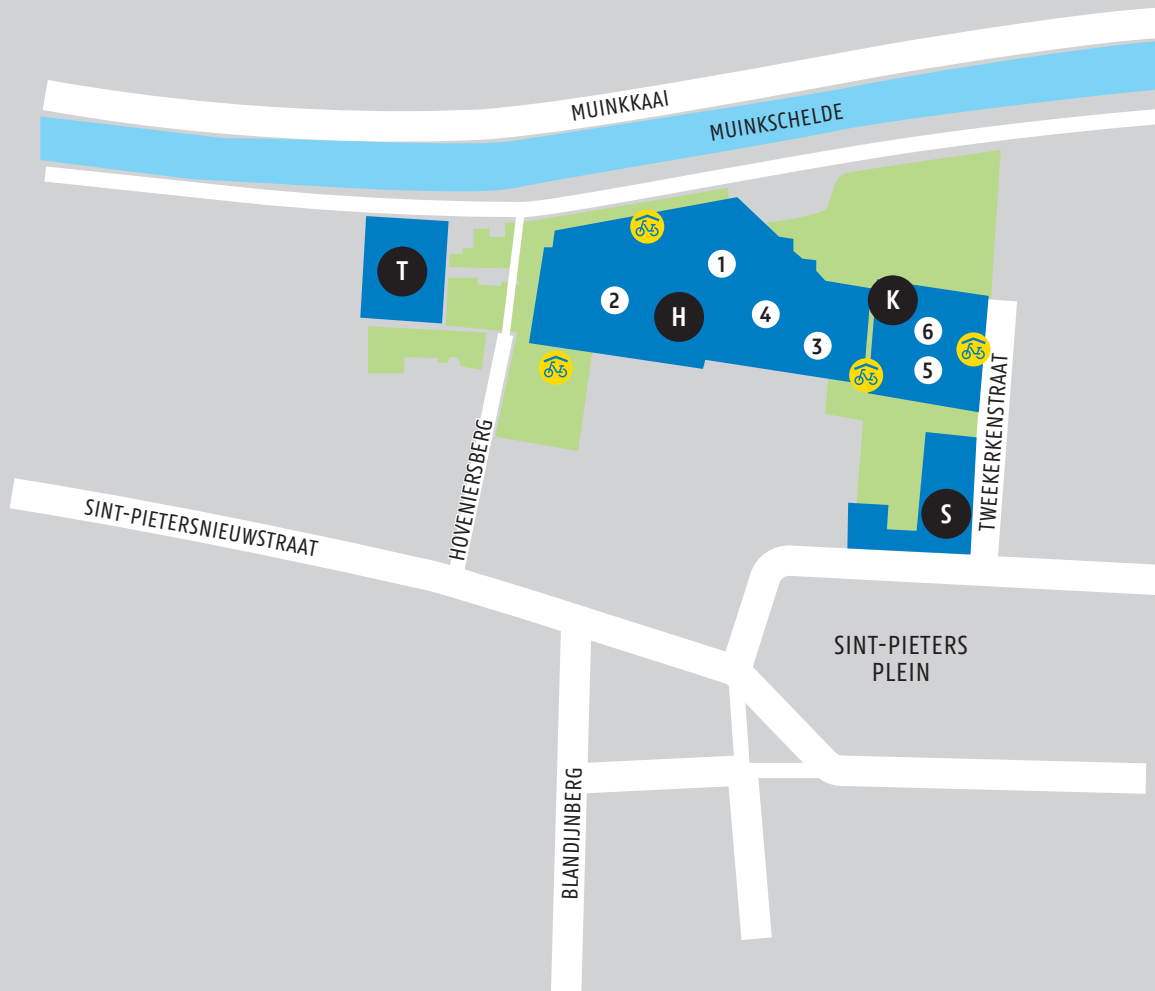 MUINKKAAI
MUINKSCHELDE
T
1
2
H
4
3
K
6
5
TWEEKERKENSTRAAT
HOVENIERSBERG
SINT-PIETERSNIEUWSTRAAT
S
SINT-PIETERS
PLEIN
BLANDIJNBERG